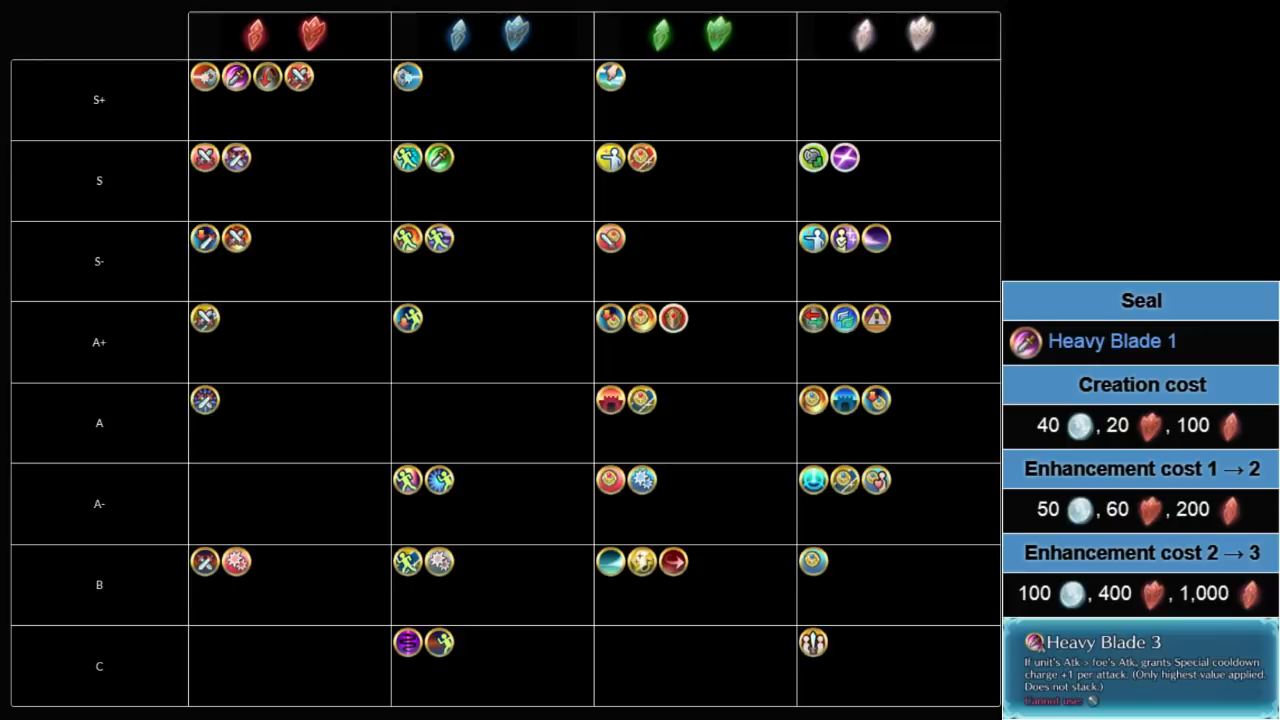 S+
S
S-
A+
A
A-
B
C
Seal
Heavy Blade 1
Creation cost
40 , 20 , 100
Enhancement cost 1 → 2
50 , 60 , 200
Enhancement cost 2 → 3
100 , 400 , 1,000
Heavy Blade 3
If unit's Atk > foe's Atk, grants Special cooldown
charge +1 per attack. (Only highest value applied.
Does not stack.)
Cannot use: